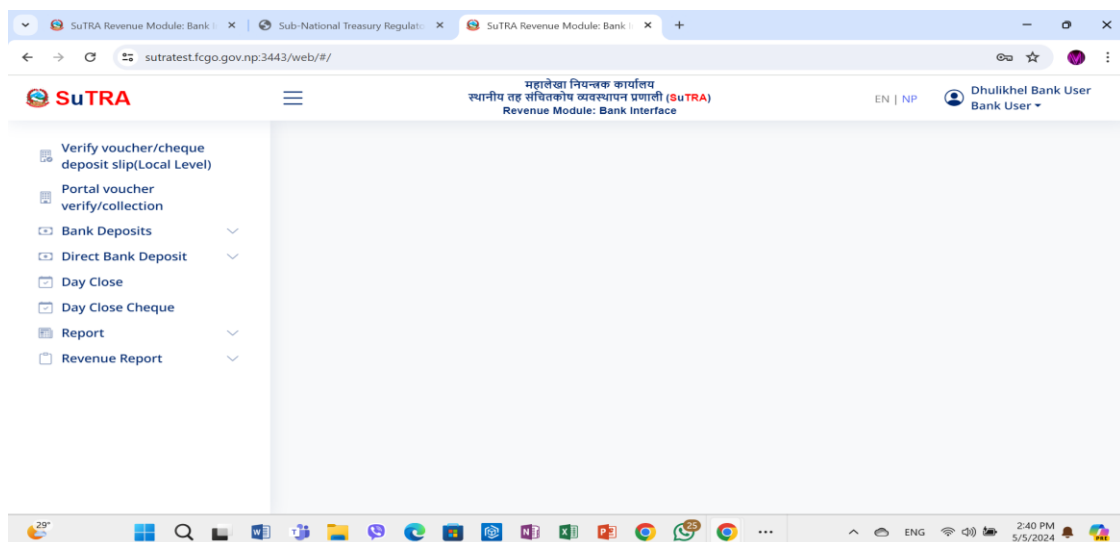 SuTRA Revenue Module: Bank I
Sub-National Treasury Regulato
SuTRA Revenue Module: Bank I
sutratest.fcgo.gov.np:3443/web/#/
SuTRA
महालेखा नियन्त्रक कार्यालय
स्थानीय तह संचितकोष व्यवस्थापन प्रणाली (SuTRA)
Revenue Module: Bank Interface
EN | NP
Dhulikhel Bank User
Bank User
Verify voucher/cheque
deposit slip(Local Level)
Portal voucher
verify/collection
Bank Deposits
Direct Bank Deposit
Day Close
Day Close Cheque
Report
Revenue Report
29°
25
ENG
2:40 PM
5/5/2024
PRE